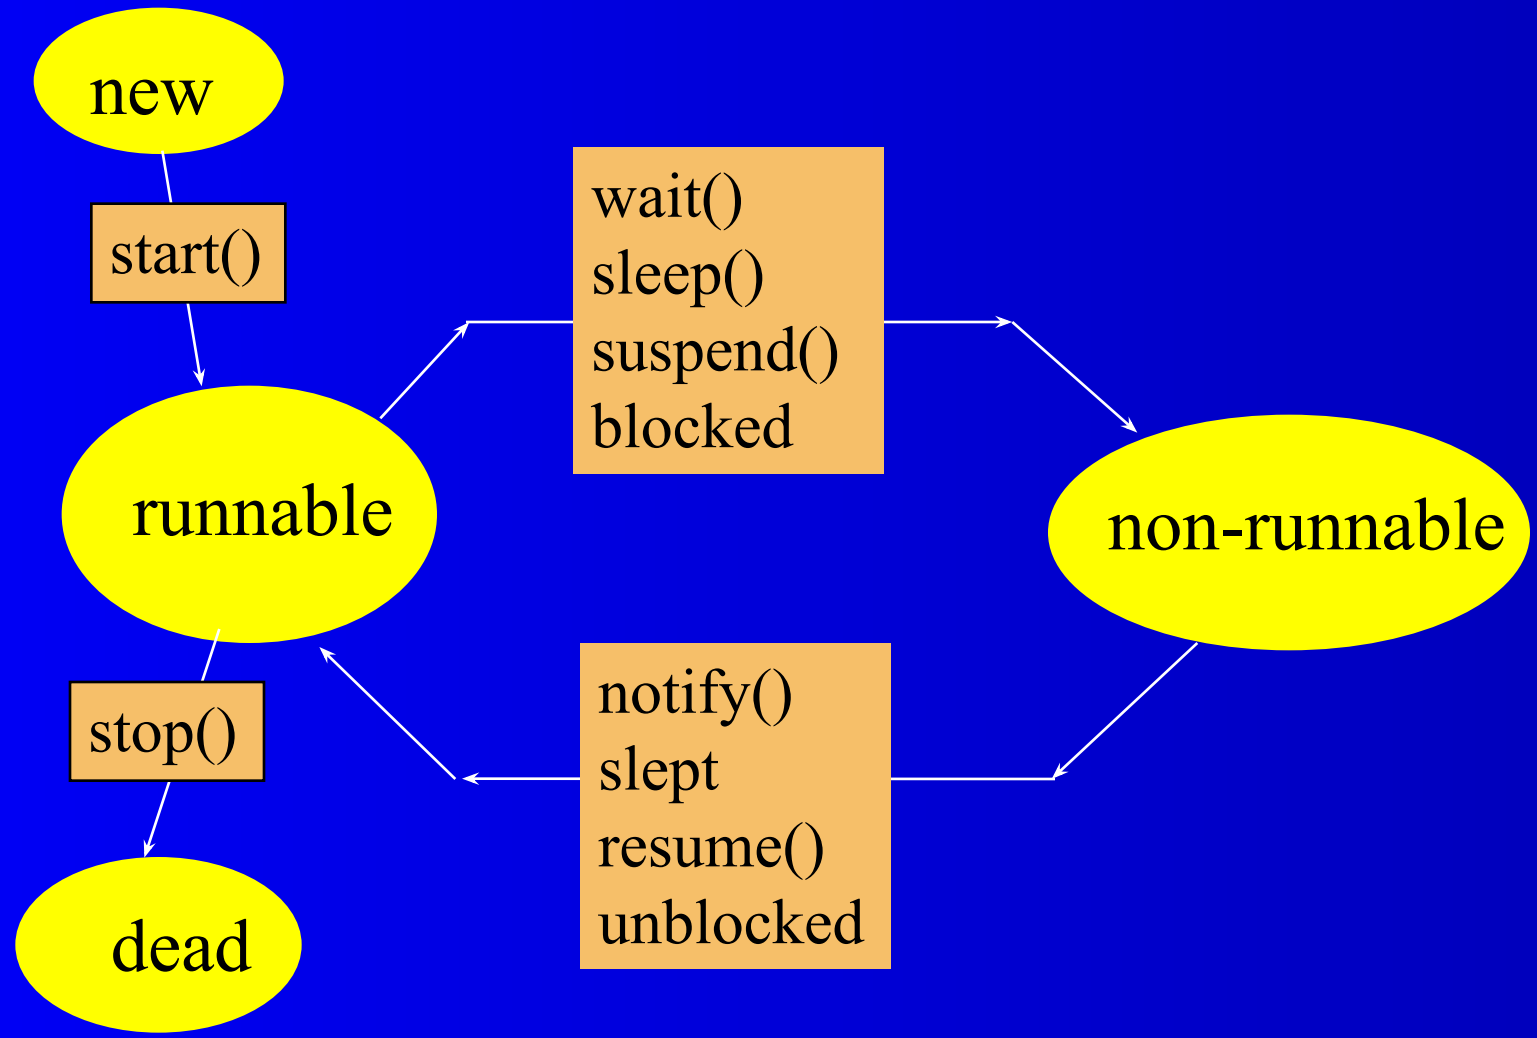 new
start()
wait()
sleep()
suspend()
blocked
runnable
non-runnable
notify()
slept
resume()
unblocked
stop()
dead